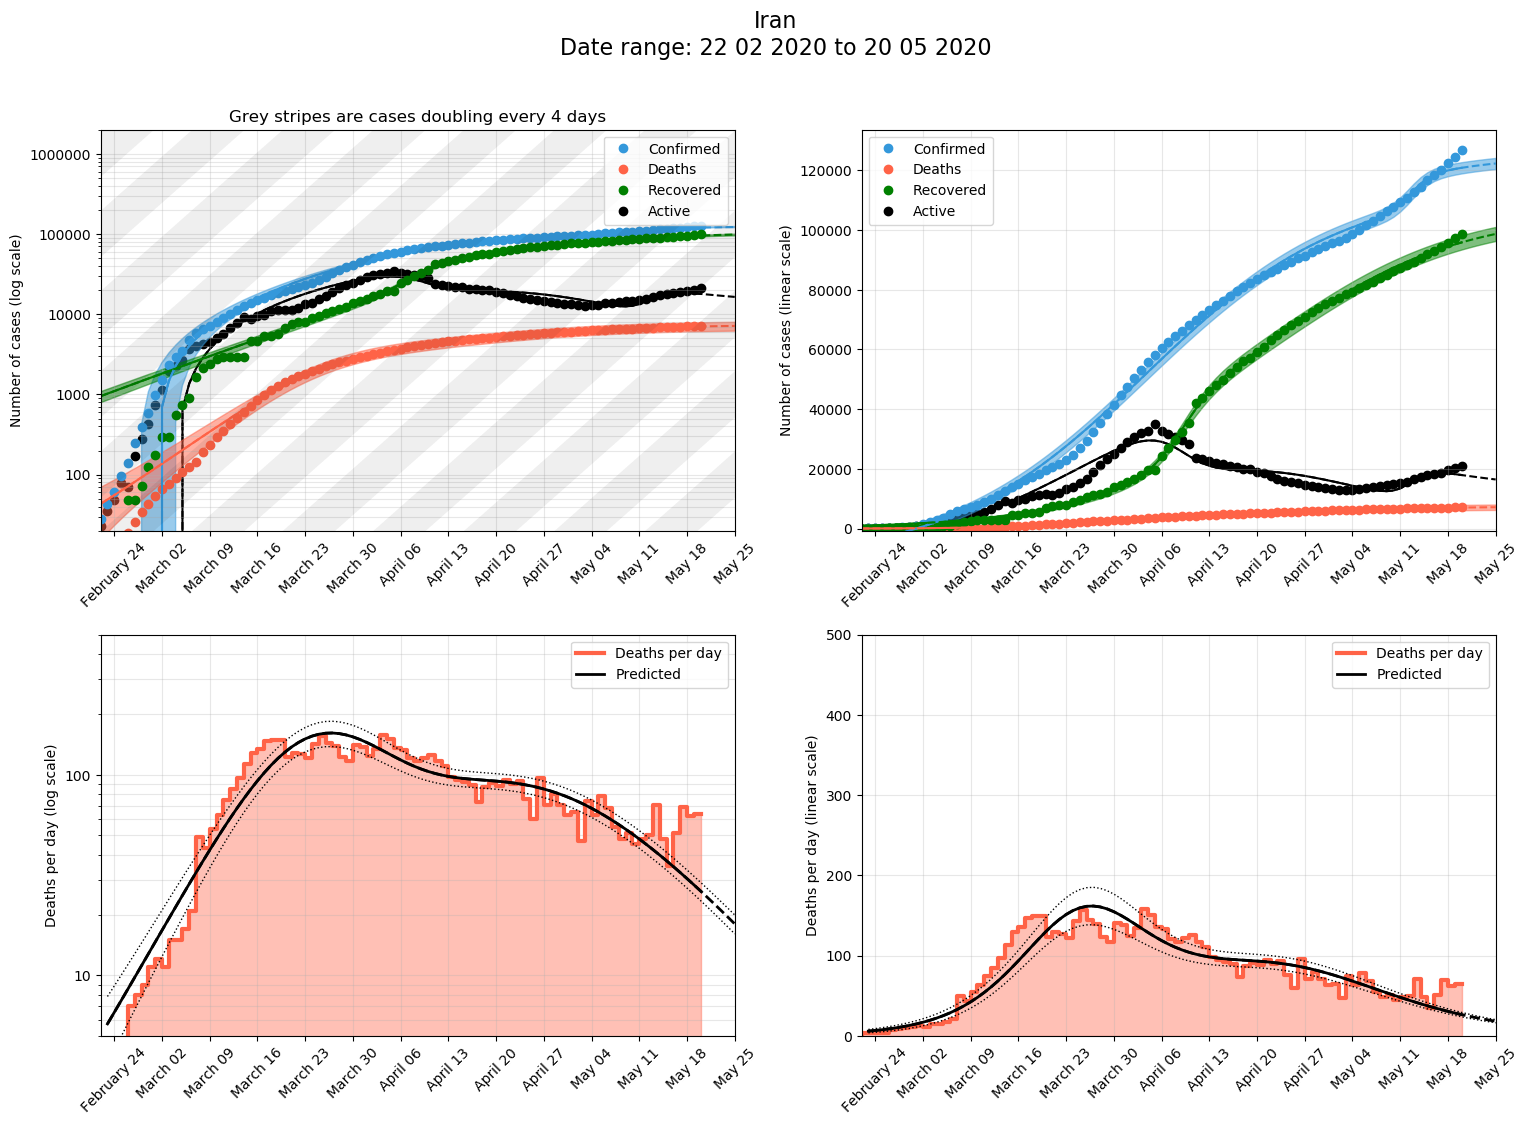 Iran
Date range: 22 02 2020 to 20 05 2020
Grey stripes are cases doubling every 4 days
Number of cases (log scale)
1000000
100000
10000
1000
100
Confirmed
Deaths
Recovered
Active
February 24
March 02
March 09
March 16
March 23
March 30
April 06
April 13
April 20
April 27
May 04
May 11
May 18
May 25
Number of cases (linear scale)
120000
100000
80000
60000
40000
20000
0
Confirmed
Deaths
Recovered
Active
February 24
March 02
March 09
March 16
March 23
March 30
April 06
April 13
April 20
April 27
May 04
May 11
May 18
May 25
Deaths per day (log scale)
100
10
Deaths per day
Predicted
February 24
March 02
March 09
March 16
March 23
March 30
April 06
April 13
April 20
April 27
May 04
May 11
May 18
May 25
Deaths per day (linear scale)
500
400
300
200
100
0
Deaths per day
Predicted
February 24
March 02
March 09
March 16
March 23
March 30
April 06
April 13
April 20
April 27
May 04
May 11
May 18
May 25